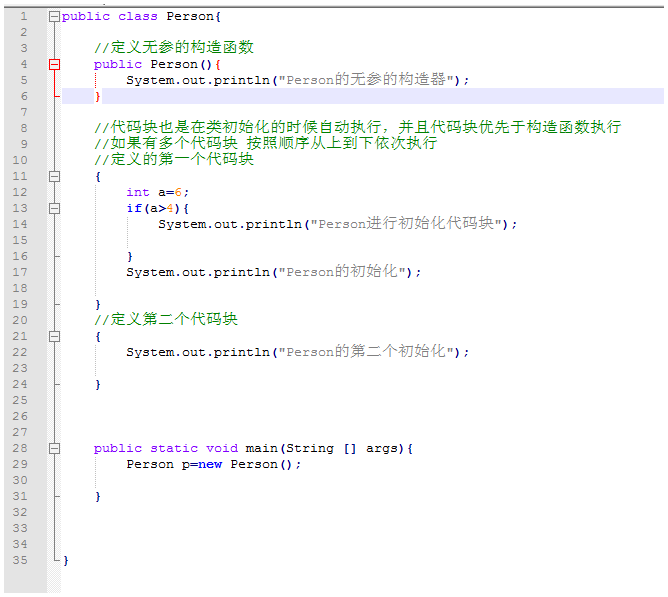 1 public class Person{
2
3 //定义无参的构造函数
4 public Person(){
5 System.out.println("Person的无参的构造器");
6 }
7
8 //代码块也是在类初始化的时候自动执行，并且代码块优先于构造函数执行
9 //如果有多个代码块 按照顺序从上到下依次执行
10 //定义的第一个代码块
11 {
12 int a=6;
13 if(a>4){
14 System.out.println("Person进行初始化代码块");
15
16 }
17 System.out.println("Person的初始化");
18
19 }
20 //定义第二个代码块
21 {
22 System.out.println("Person的第二个初始化");
23
24 }
25
26
27
28 public static void main(String [] args){
29 Person p=new Person();
30
31 }
32
33
34
35 }